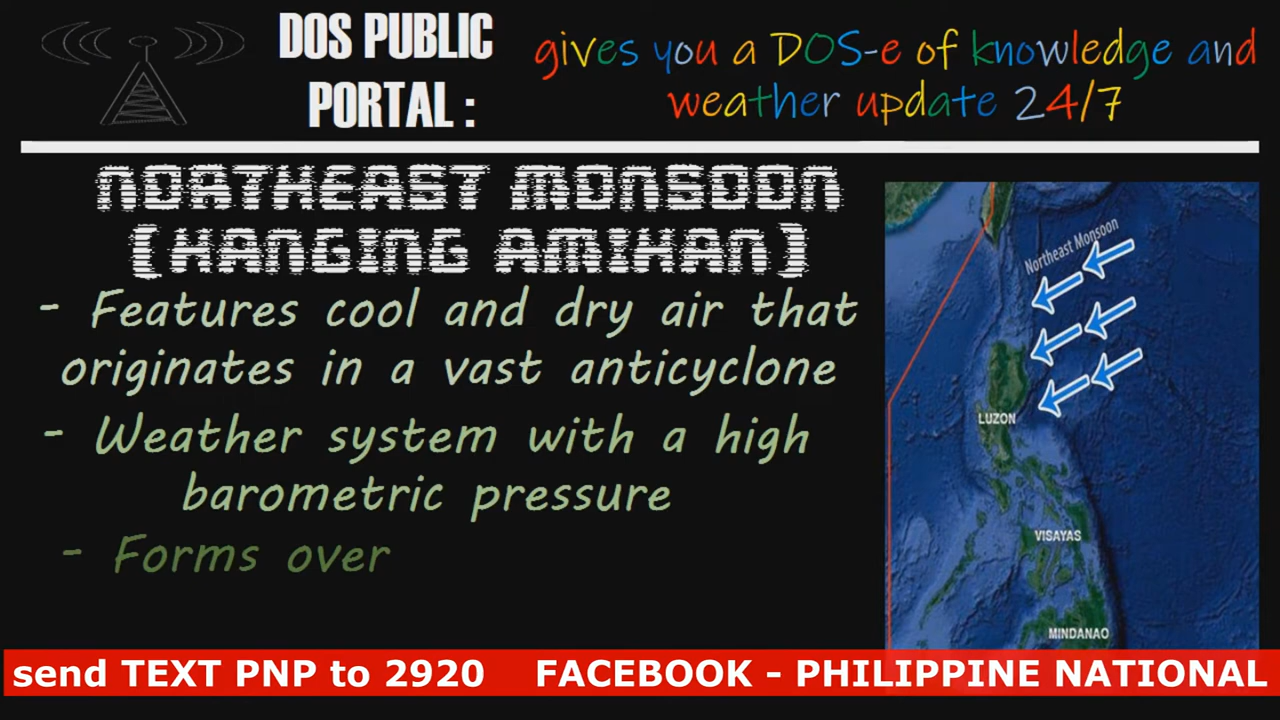 DOS PUBLIC
PORTAL :
gives you a DOS-e of knowledge and
weather update 24/7
NORTHEAST MONSOON
(HANGING AMIHAN)
- Features cool and dry air that
originates in a vast anticyclone
- Weather system with a high
barometric pressure
- Forms over
Northeast Monsoon
LUZON
VISAYAS
MINDANAO
send TEXT PNP to 2920 FACEBOOK - PHILIPPINE NATIONAL